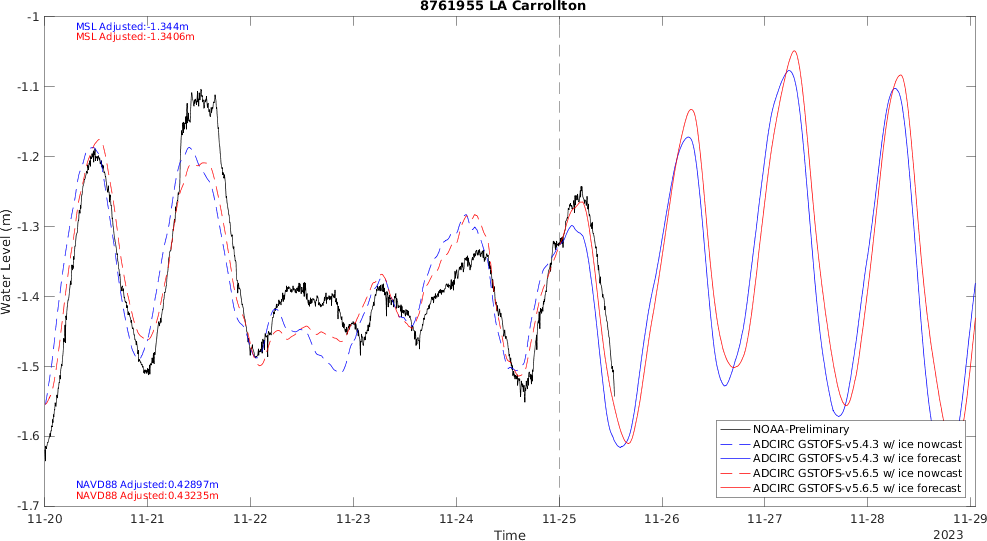 8761955 LA Carrollton
MSL Adjusted:-1.344m
MSL Adjusted:-1.3406m
-1
-1.1
-1.2
-1.3
-1.4
-1.5
-1.6
-1.7
Water Level (m)
NAVD88 Adjusted:0.42897m
NAVD88 Adjusted:0.43235m
NOAA-Preliminary
ADCIRC GSTOFS-v5.4.3 w/ ice nowcast
ADCIRC GSTOFS-v5.4.3 w/ ice forecast
ADCIRC GSTOFS-v5.6.5 w/ ice nowcast
ADCIRC GSTOFS-v5.6.5 w/ ice forecast
11-20 11-21 11-22 11-23 11-24 11-25 11-26 11-27 11-28 11-29
Time
2023